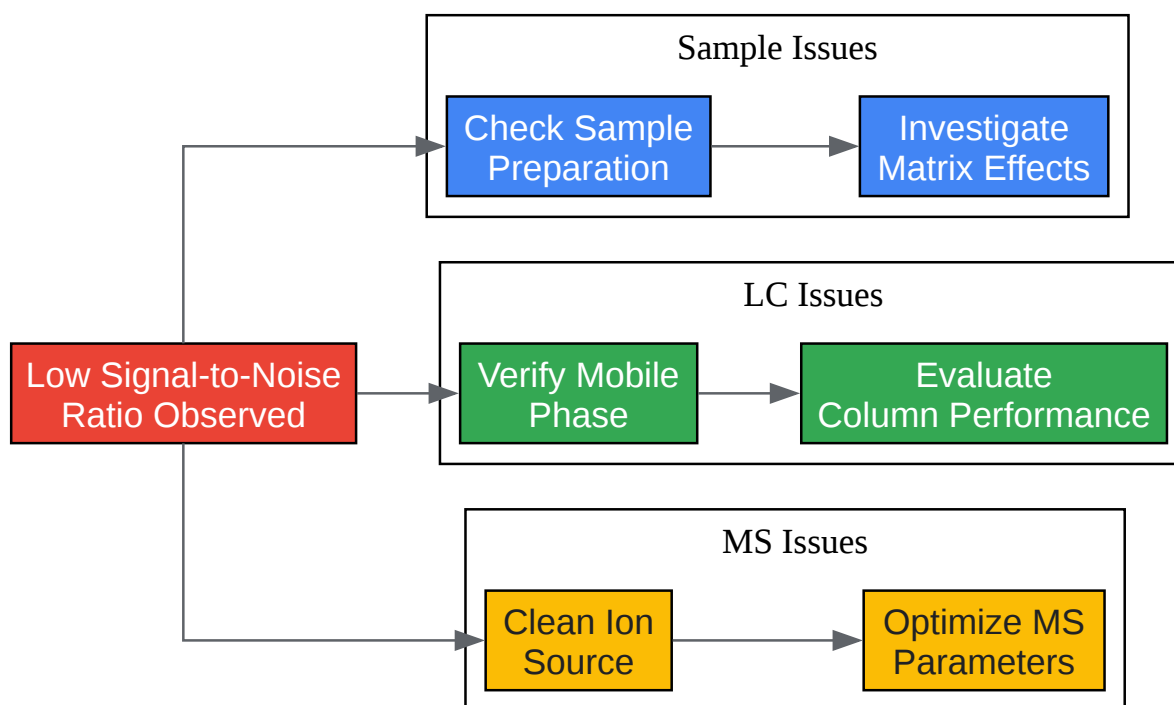 Sample Issues
Check Sample
Preparation
Investigate
Matrix Effects
LC Issues
Low Signal-to-Noise
Ratio Observed
Verify Mobile
Phase
Evaluate
Column Performance
MS Issues
Clean Ion
Source
Optimize MS
Parameters